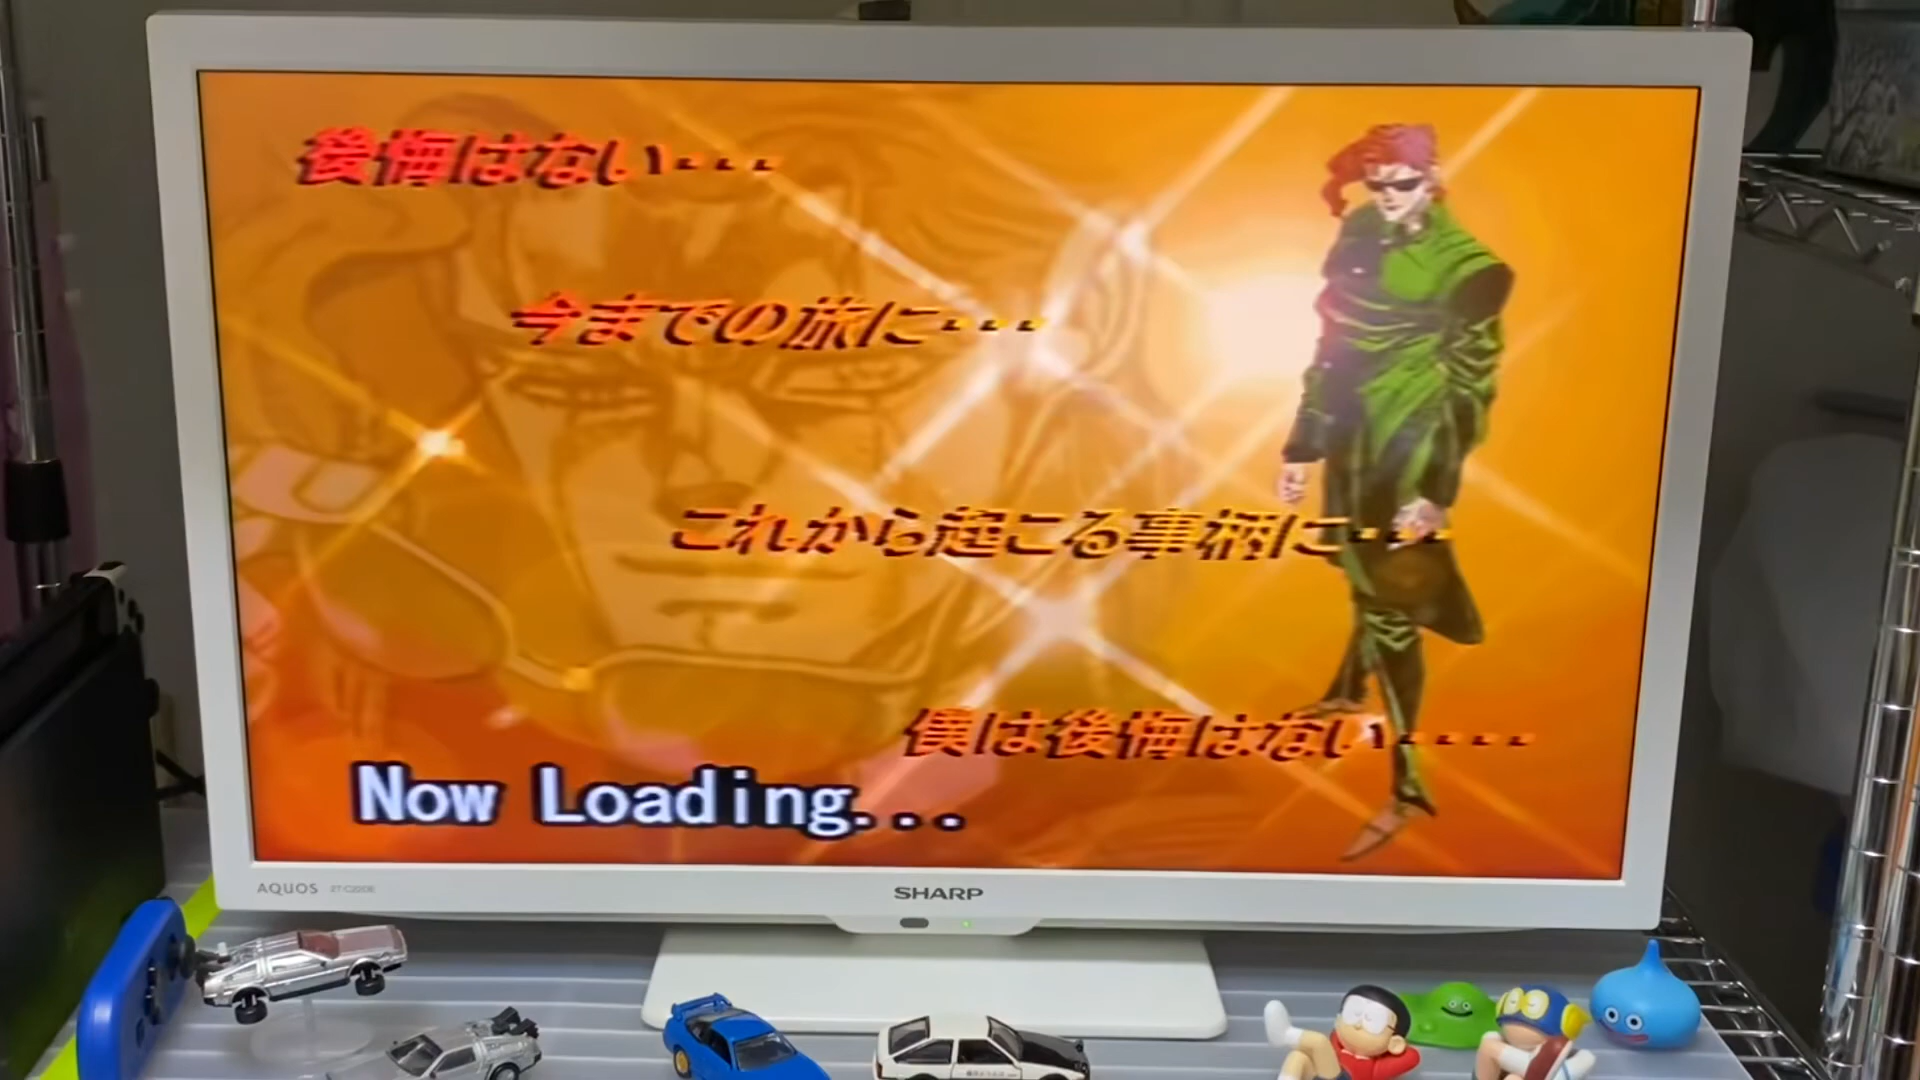 後悔はない・・・
今までの旅に・・・
これから起こる事柄に・・・
僕は後悔はない・・・・・
Now Loading...
AQUOS
SHARP